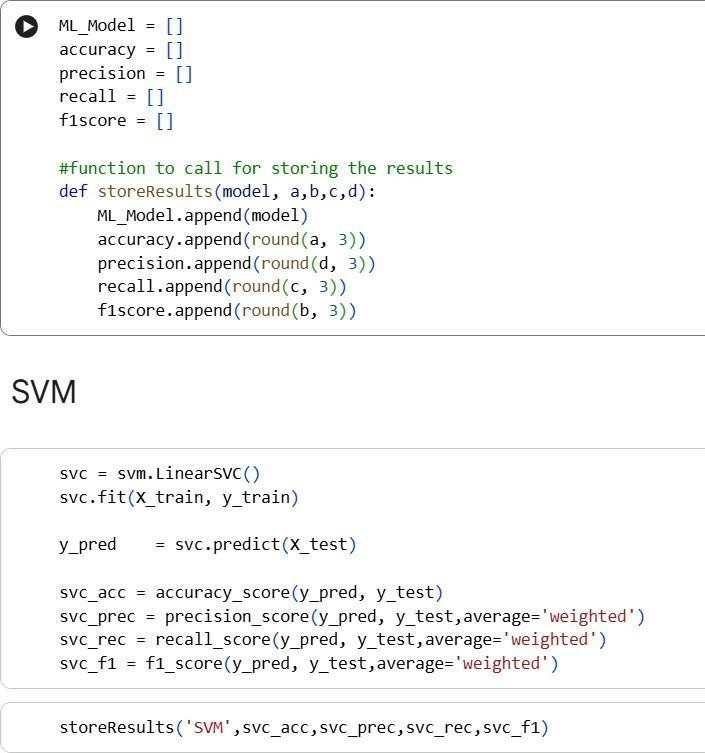 ML_Model = []
accuracy = []
precision = []
recall = []
f1score = []
#function to call for storing the results
def storeResults(model, a,b,c,d):
    ML_Model.append(model)
    accuracy.append(round(a, 3))
    precision.append(round(d, 3))
    recall.append(round(c, 3))
    f1score.append(round(b, 3))
SVM
svc = svm.LinearSVC()
svc.fit(X_train, y_train)
y_pred    = svc.predict(X_test)
svc_acc = accuracy_score(y_pred, y_test)
svc_prec = precision_score(y_pred, y_test,average='weighted')
svc_rec = recall_score(y_pred, y_test,average='weighted')
svc_f1 = f1_score(y_pred, y_test,average='weighted')
storeResults('SVM',svc_acc,svc_prec,svc_rec,svc_f1)